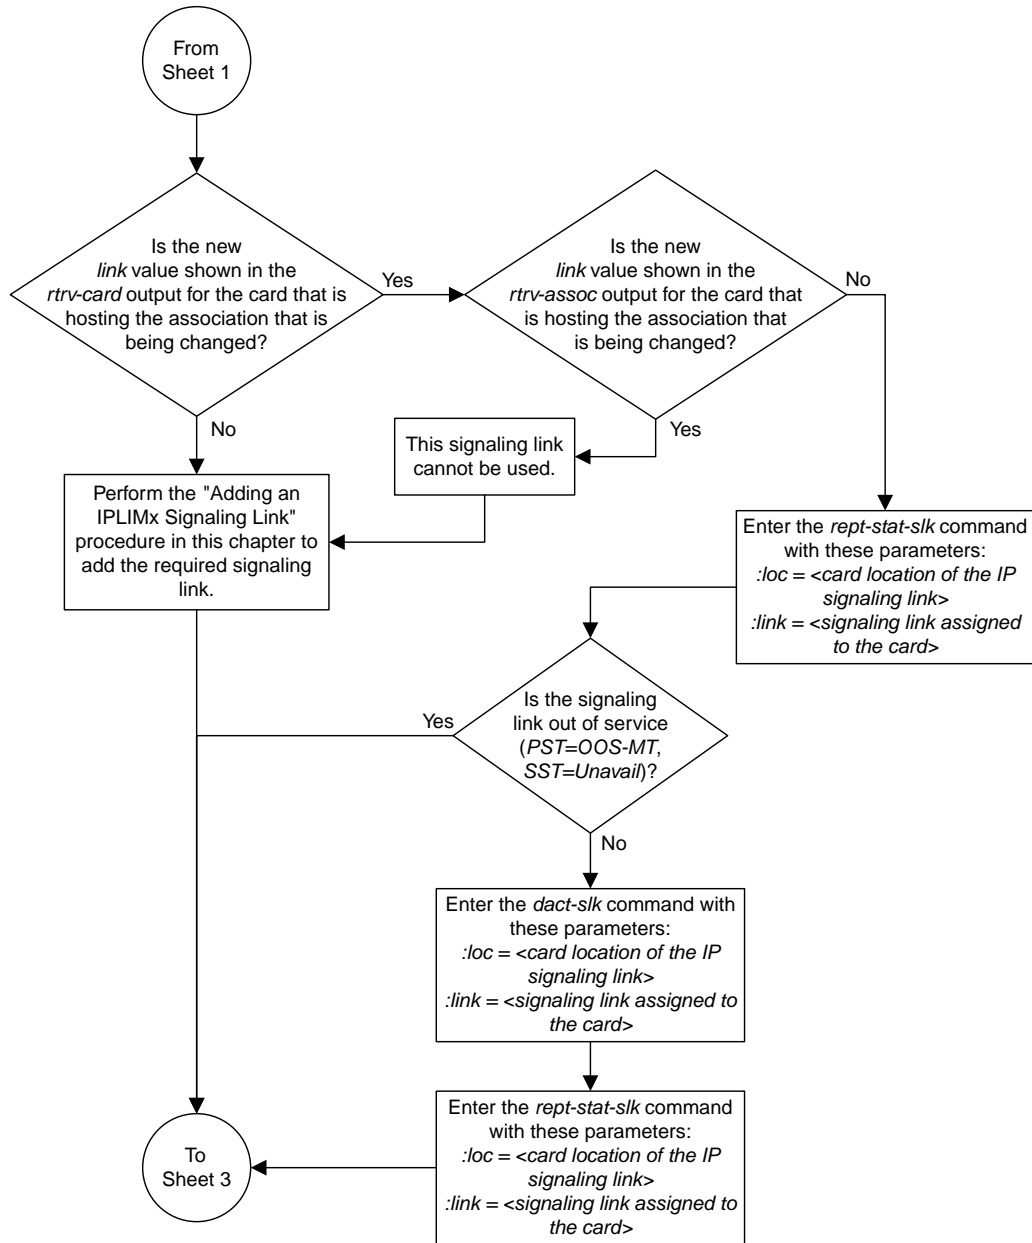 From
Sheet 1
Is the new
link value shown in the
rtrv-card output for the card that is
hosting the association that is
being changed?
Yes
Is the new
link value shown in the
rtrv-assoc output for the card that
is hosting the association that
is being changed?
No
No
Yes
This signaling link
cannot be used.
Perform the "Adding an
IPLIMx Signaling Link"
procedure in this chapter to
add the required signaling
link.
Enter the rept-stat-slk command
with these parameters:
:loc = <card location of the IP
signaling link>
:link = <signaling link assigned
to the card>
Is the signaling
link out of service
(PST=OOS-MT,
SST=Unavail)?
Yes
No
Enter the dact-slk command with
these parameters:
:loc = <card location of the IP
signaling link>
:link = <signaling link assigned to
the card>
Enter the rept-stat-slk command
with these parameters:
:loc = <card location of the IP
signaling link>
:link = <signaling link assigned to
the card>
To
Sheet 3